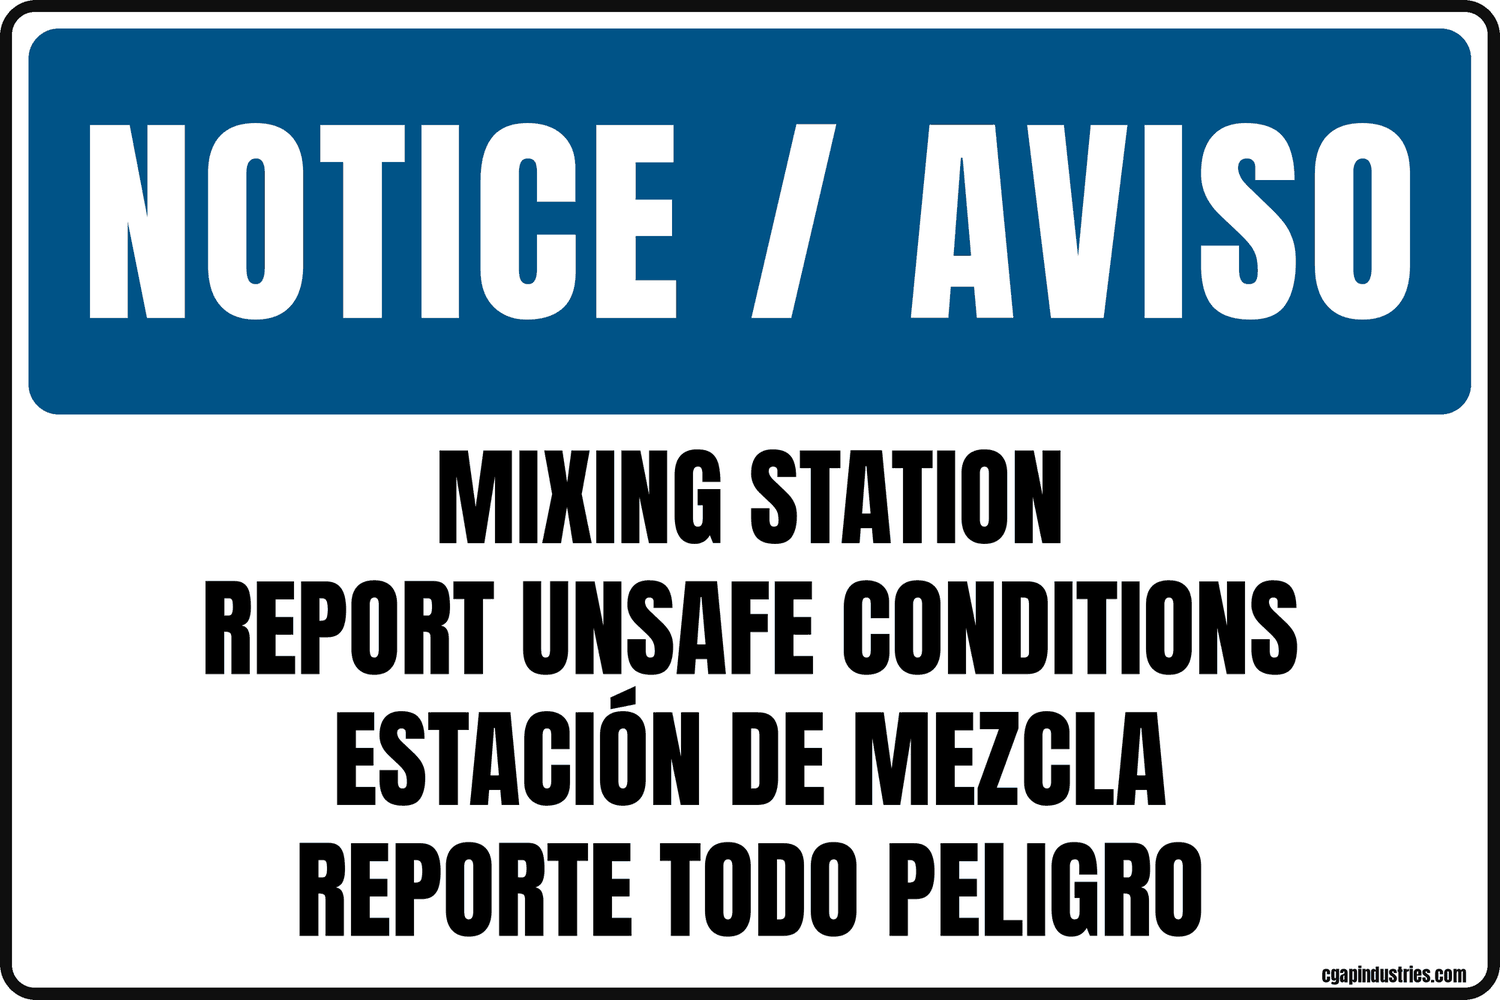 NOTICE / AVISO
MIXING STATION
REPORT UNSAFE CONDITIONS
ESTACIÓN DE MEZCLA
REPORTE TODO PELIGRO
cgapindustries.com